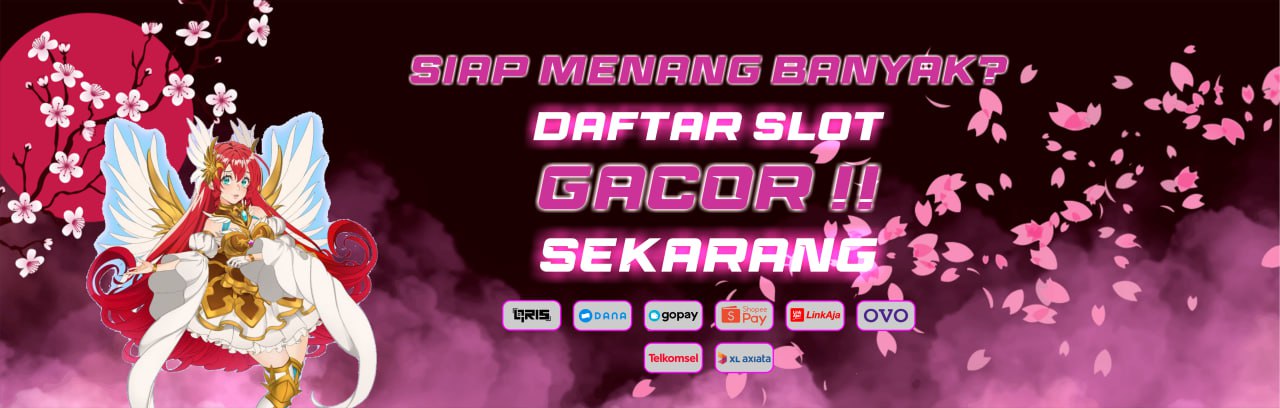 SIAP MENANG BANYAK?
DAFTAR SLOT
GACOR !!
SEKARANG
QRIS DANA gopay Shopee Pay LinkAja OVO
Telkomsel XL axiata